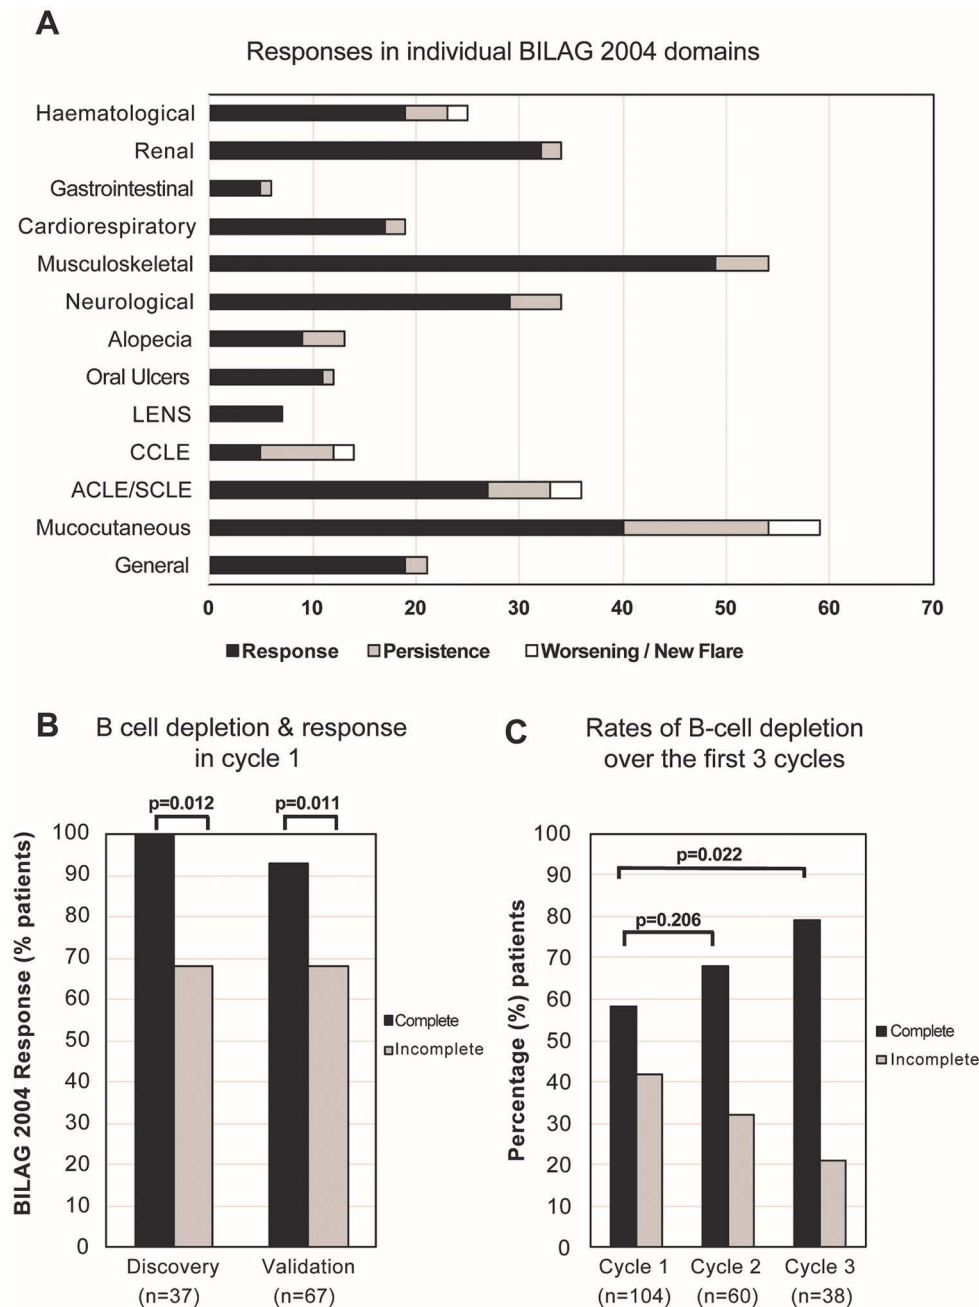 A
Responses in individual BILAG 2004 domains
Haematological
Renal
Gastrointestinal
Cardiorespiratory
Musculoskeletal
Neurological
Alopecia
Oral Ulcers
LENS
CCLE
ACLE/SCLE
Mucocutaneous
General
0 10 20 30 40 50 60 70
Response Persistence Worsening / New Flare
B
B cell depletion & response
in cycle 1
BILAG 2004 Response (% patients)
p=0.012 p=0.011
100
90
80
70
60
50
40
30
20
10
0
Complete
Incomplete
Discovery Validation
(n=37) (n=67)
C
Rates of B-cell depletion
over the first 3 cycles
Percentage (%) patients
100
90
80
70
60
50
40
30
20
10
0
p=0.022
p=0.206
Complete
Incomplete
Cycle 1 Cycle 2 Cycle 3
(n=104) (n=60) (n=38)